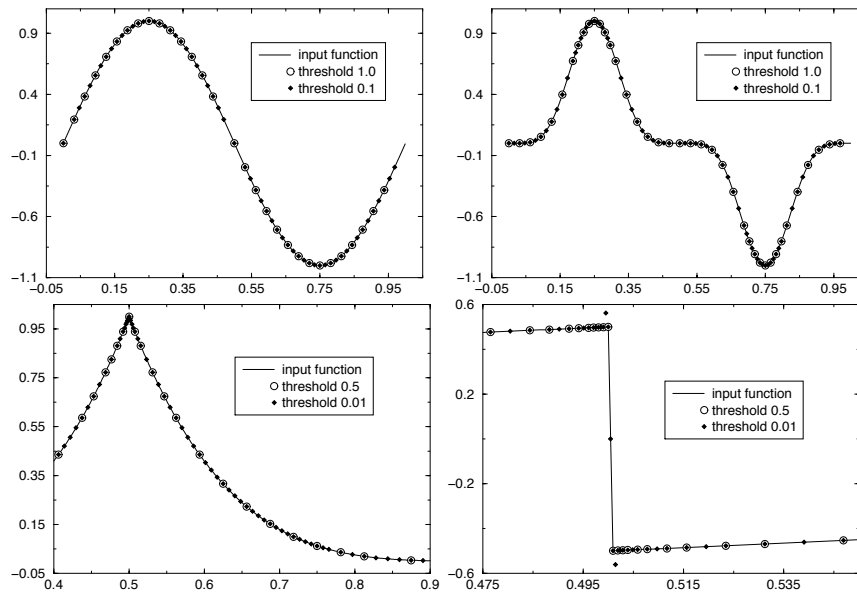 1.1
0.6
0.4
−0.1
−0.6
−1.1
−0.05 0.15 0.35 0.55 0.75 0.95
input function
threshold 1.0
threshold 0.1
1.1
0.9
0.4
−0.1
−0.6
−1.1
−0.05 0.15 0.35 0.55 0.75 0.95
input function
threshold 1.0
threshold 0.1
0.95
0.75
0.55
0.35
0.15
−0.05
0.4 0.5 0.6 0.7 0.8 0.9
input function
threshold 0.5
threshold 0.01
0.6
0.2
−0.2
−0.6
0.475 0.495 0.515 0.535
input function
threshold 0.5
threshold 0.01